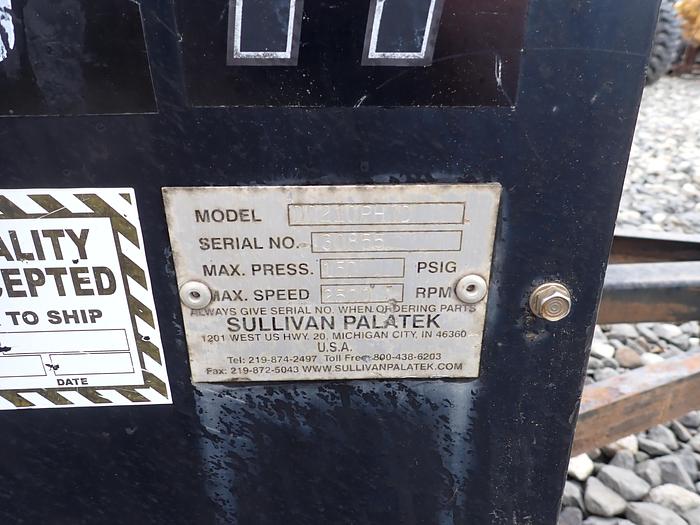 ALITY
CEPTED
TO SHIP
DATE
MODEL
SERIAL NO. 30855
MAX. PRESS. 150 PSIG
MAX. SPEED RPM
ALWAYS GIVE SERIAL NO. WHEN ORDERING PARTS
SULLIVAN PALATEK
1201 WEST US HWY. 20, MICHIGAN CITY, IN 46360
U.S.A.
Tel: 219-874-2497 Toll Free: 800-438-6203
Fax: 219-872-5043 WWW.SULLIVANPALATEK.COM